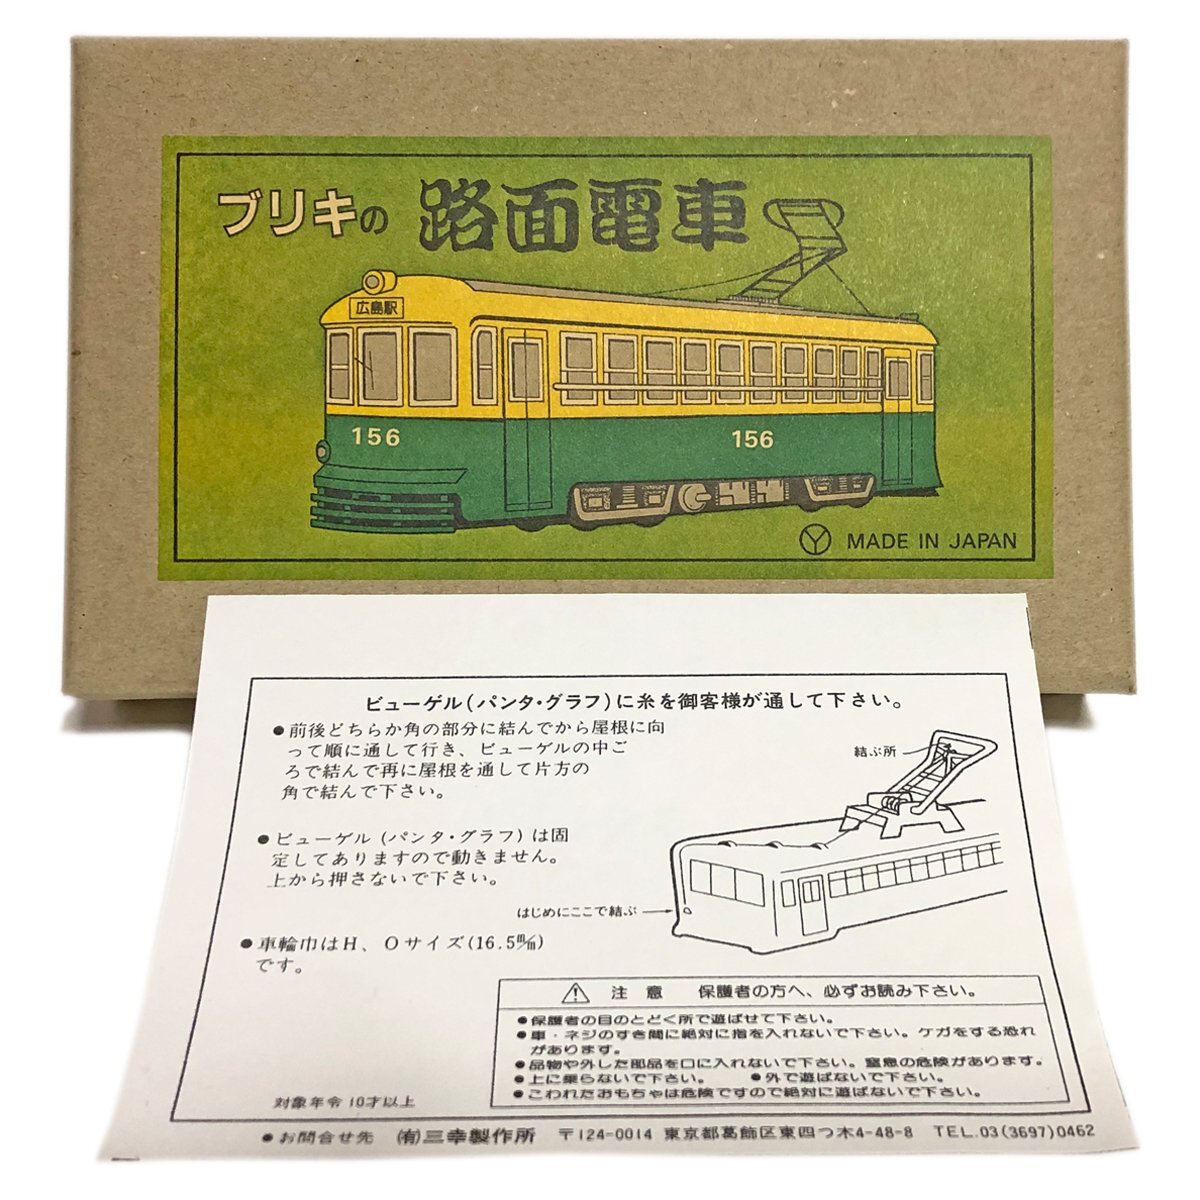 ブリキの 路面電車
広島駅
156
156
MADE IN JAPAN
ビューゲル(パンタ・グラフ)に糸を御客様が通して下さい。
●前後どちらか角の部分に結んでから屋根に向
って順に通して行き、ビューゲルの中ご
ろで結んで再に屋根を通して片方の
角で結んで下さい。
結ぶ所
●ビューゲル(パンタ・グラフ)は固
定してありますので動きません。
上から押さないで下さい。
はじめにここで結ぶ
●車輪巾はH、Oサイズ(16.5m/m)
です。
注 意 保護者の方へ、必ずお読み下さい。
●保護者の目のとどく所で遊ばせて下さい。
●車・ネジのすき間に絶対に指を入れないで下さい。ケガをする恐れ
があります。
●品物や外した部品を口に入れないで下さい。窒息の危険があります。
●上に乗らないで下さい。 ●外で遊ばないで下さい。
●こわれたおもちゃは危険ですので絶対に遊ばないで下さい。
対象年令10才以上
●お問合せ先 (有)三幸製作所 〒124-0014 東京都葛飾区東四つ木4-48-8 TEL.03(3697)0462